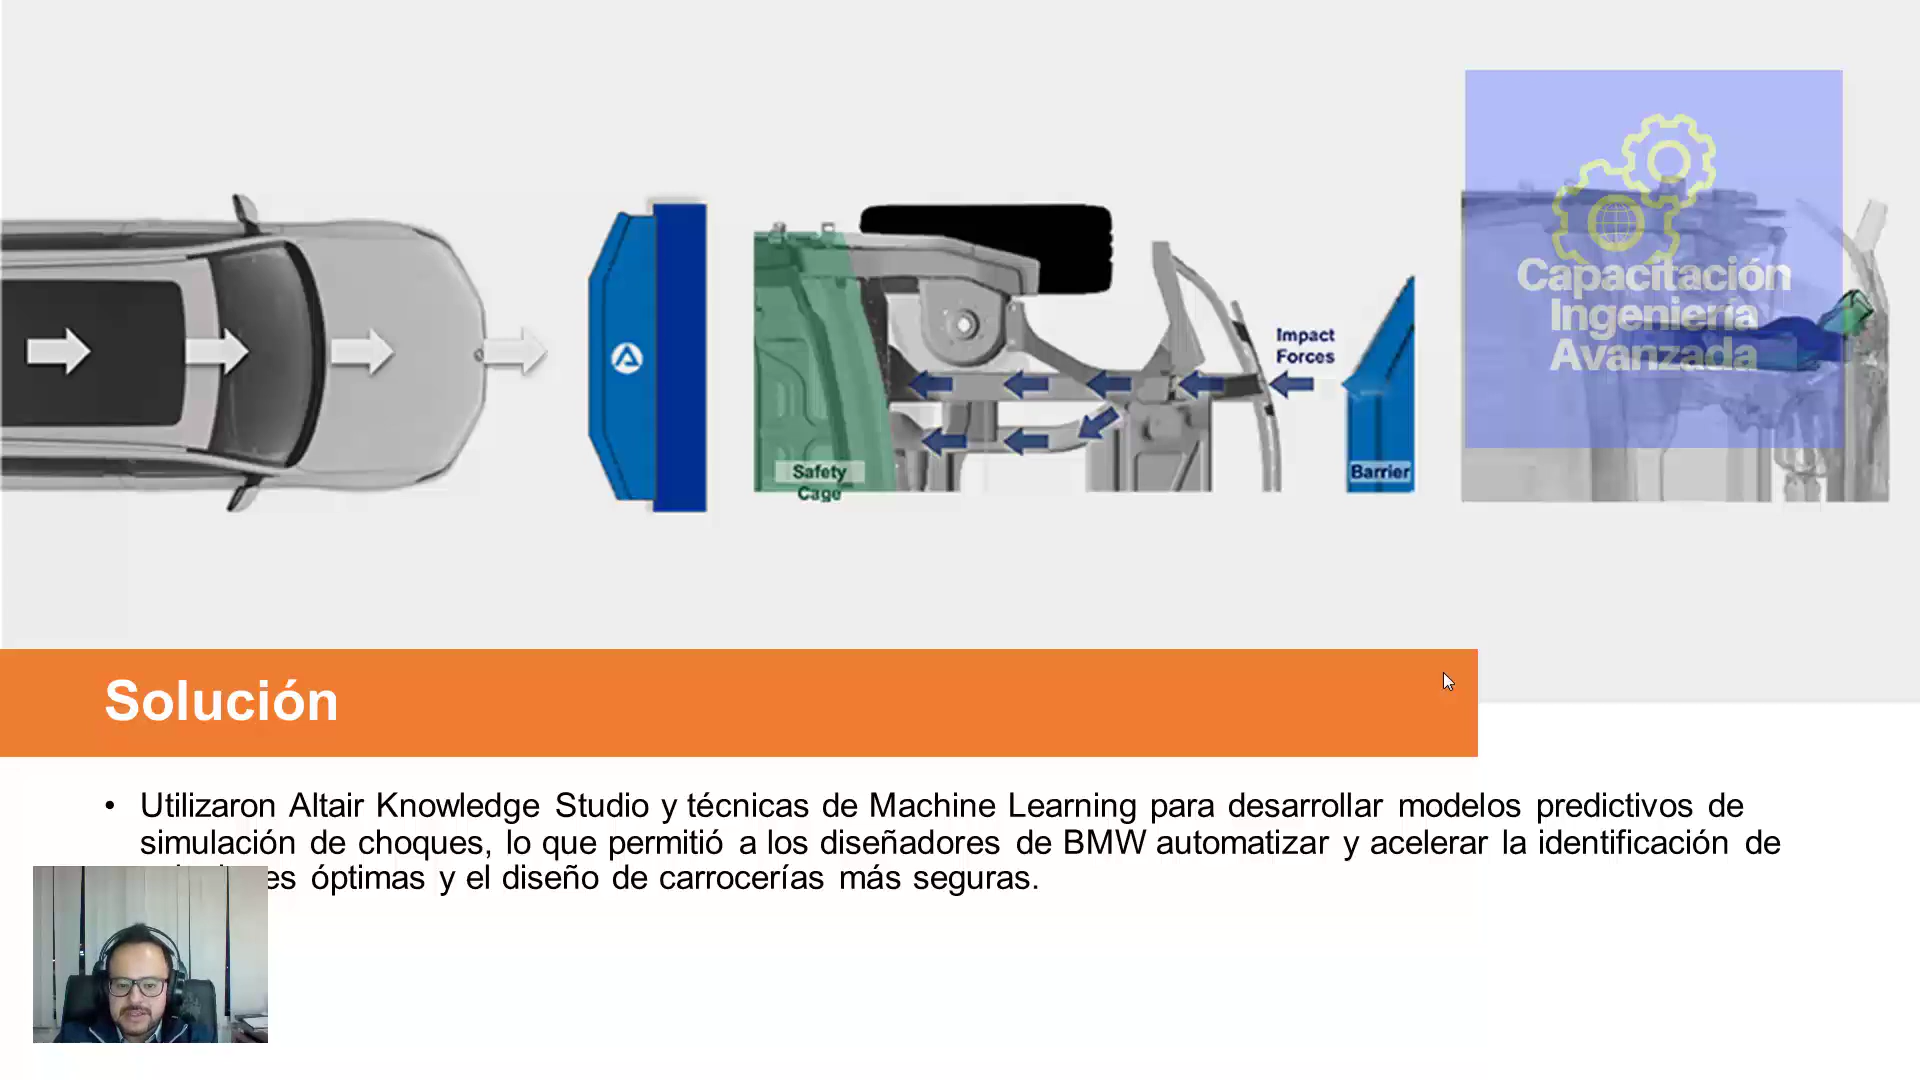 Capacitación
Ingeniería
Avanzada
Impact
Forces
Safety
Cage
Barrier
Solución
• Utilizaron Altair Knowledge Studio y técnicas de Machine Learning para desarrollar modelos predictivos de
simulación de choques, lo que permitió a los diseñadores de BMW automatizar y acelerar la identificación de
óptimas y el diseño de carrocerías más seguras.